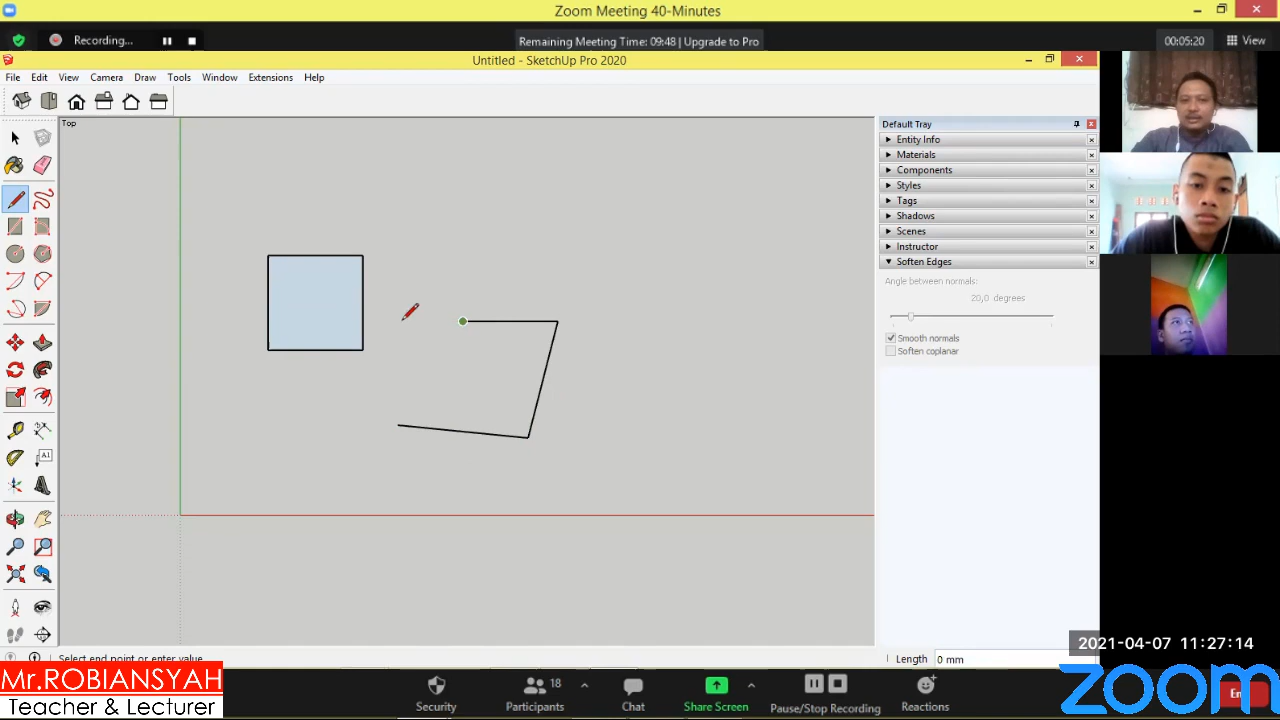 Zoom Meeting 40-Minutes
Recording...
Remaining Meeting Time: 09:48 | Upgrade to Pro
00:05:20
View
Untitled - SketchUp Pro 2020
File Edit View Camera Draw Tools Window Extensions Help
Top
Default Tray
Entity Info
Materials
Components
Styles
Tags
Shadows
Scenes
Instructor
Soften Edges
Angle between normals:
20,0 degrees
Smooth normals
Soften coplanar
A1
Select end point or enter value.
Length 0 mm
2021-04-07 11:27:14
Mr.ROBIANSYAH
Teacher & Lecturer
Security
Participants 18
Chat
Share Screen
Pause/Stop Recording
Reactions
zoom